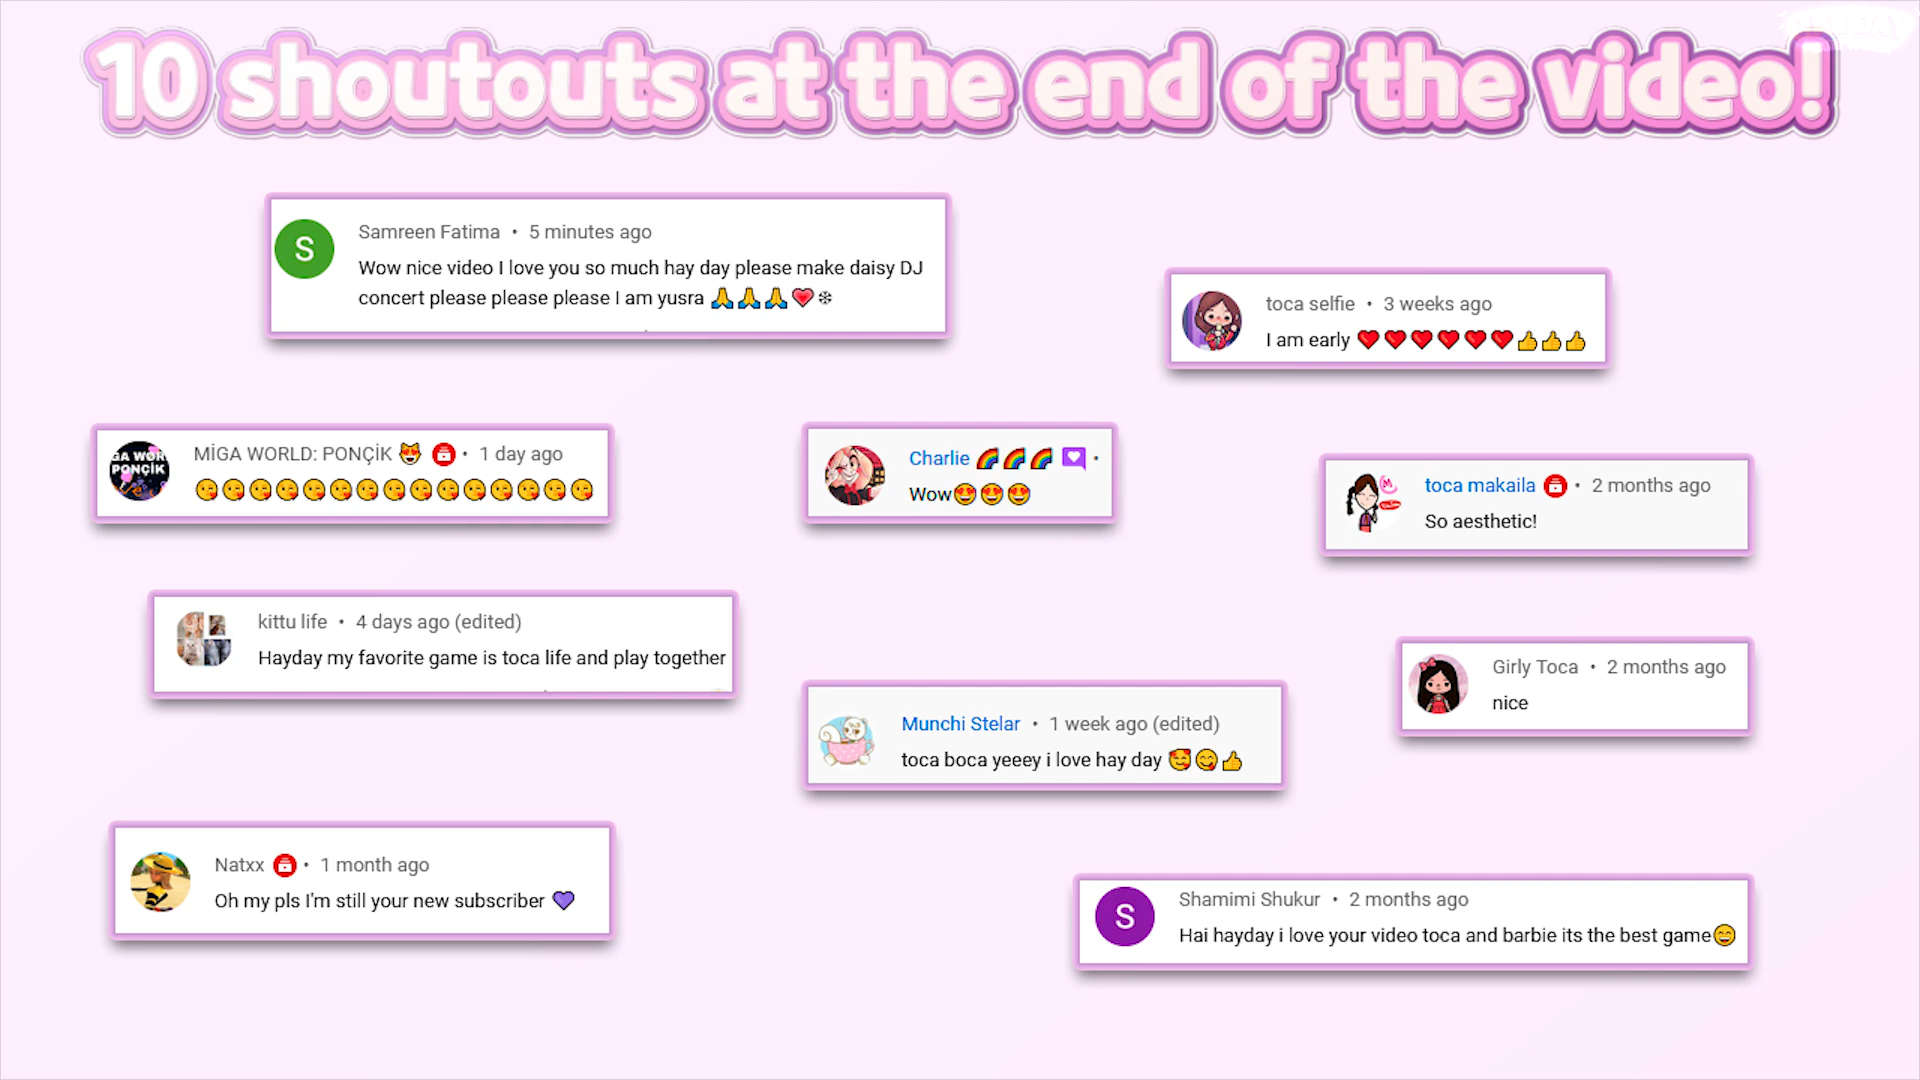 10 shoutouts at the end of the video!
S
Samreen Fatima • 5 minutes ago
Wow nice video I love you so much hay day please make daisy DJ
concert please please please I am yusra 🙏🙏🙏💗❄
toca selfie • 3 weeks ago
I am early ❤️❤️❤️❤️❤️❤️👍👍👍
GA WOR
PONÇİK
MİGA WORLD: PONÇİK 😻 • 1 day ago
😘😘😘😘😘😘😘😘😘😘😘😘😘😘😘
Charlie 🌈🌈🌈 •
Wow😍😍😍
toca makaila • 2 months ago
So aesthetic!
kittu life • 4 days ago (edited)
Hayday my favorite game is toca life and play together
Girly Toca • 2 months ago
nice
Munchi Stelar • 1 week ago (edited)
toca boca yeeey i love hay day 🥰😋👍
Natxx • 1 month ago
Oh my pls I'm still your new subscriber 💜
S
Shamimi Shukur • 2 months ago
Hai hayday i love your video toca and barbie its the best game😄